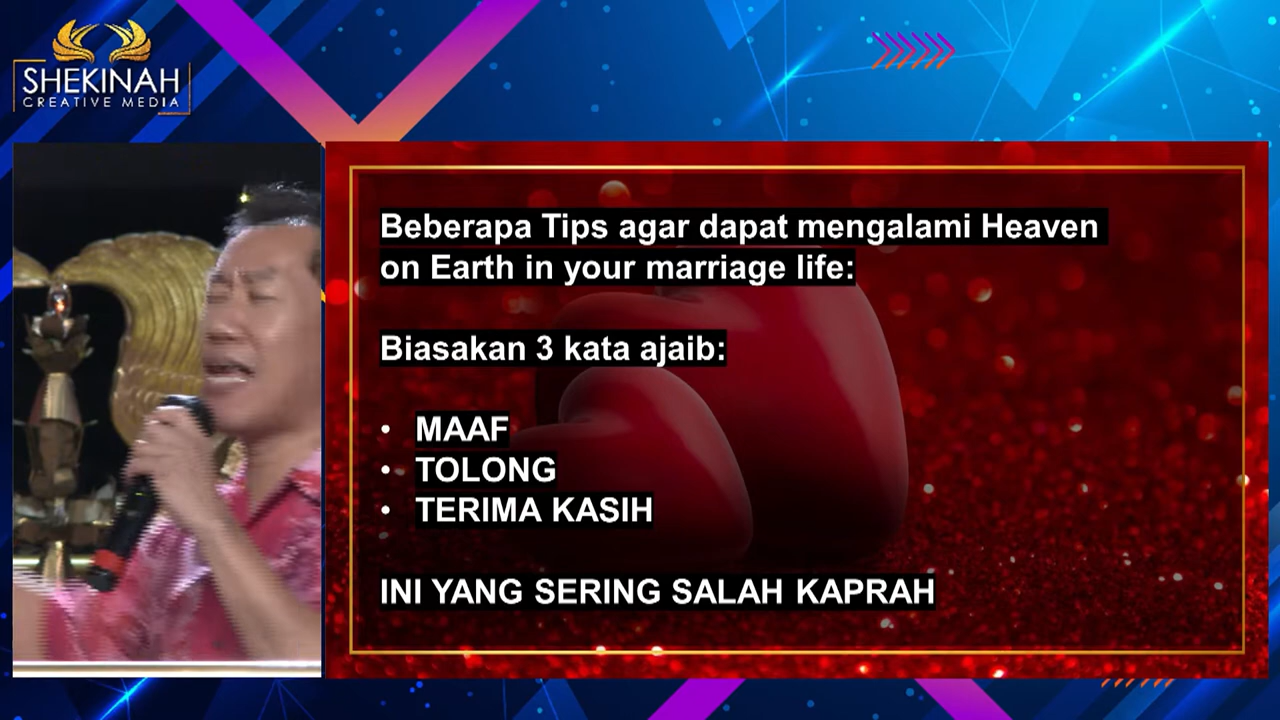 SHEKINAH
CREATIVE MEDIA
Beberapa Tips agar dapat mengalami Heaven
on Earth in your marriage life:
Biasakan 3 kata ajaib:
• MAAF
• TOLONG
• TERIMA KASIH
INI YANG SERING SALAH KAPRAH